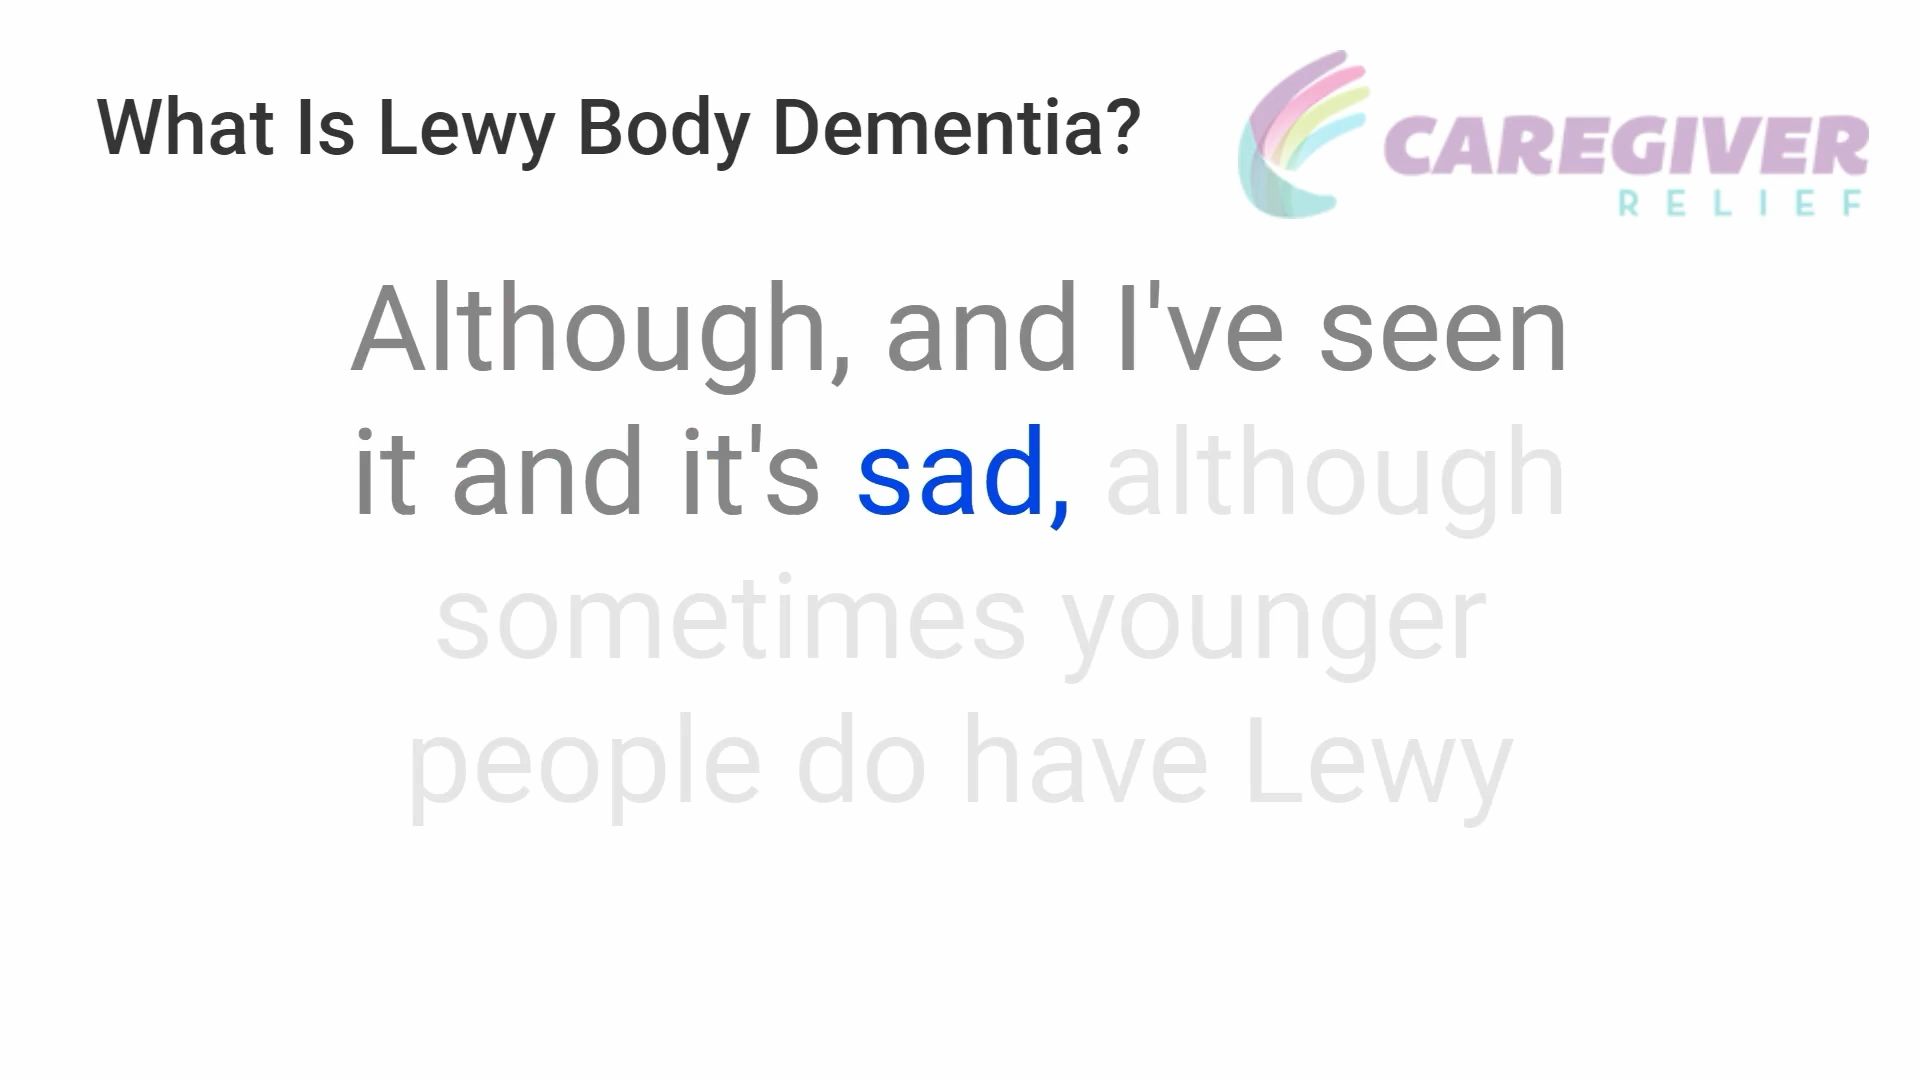 What Is Lewy Body Dementia?
CAREGIVER
RELIEF
Although, and I've seen
it and it's sad, although
sometimes younger
people do have Lewy